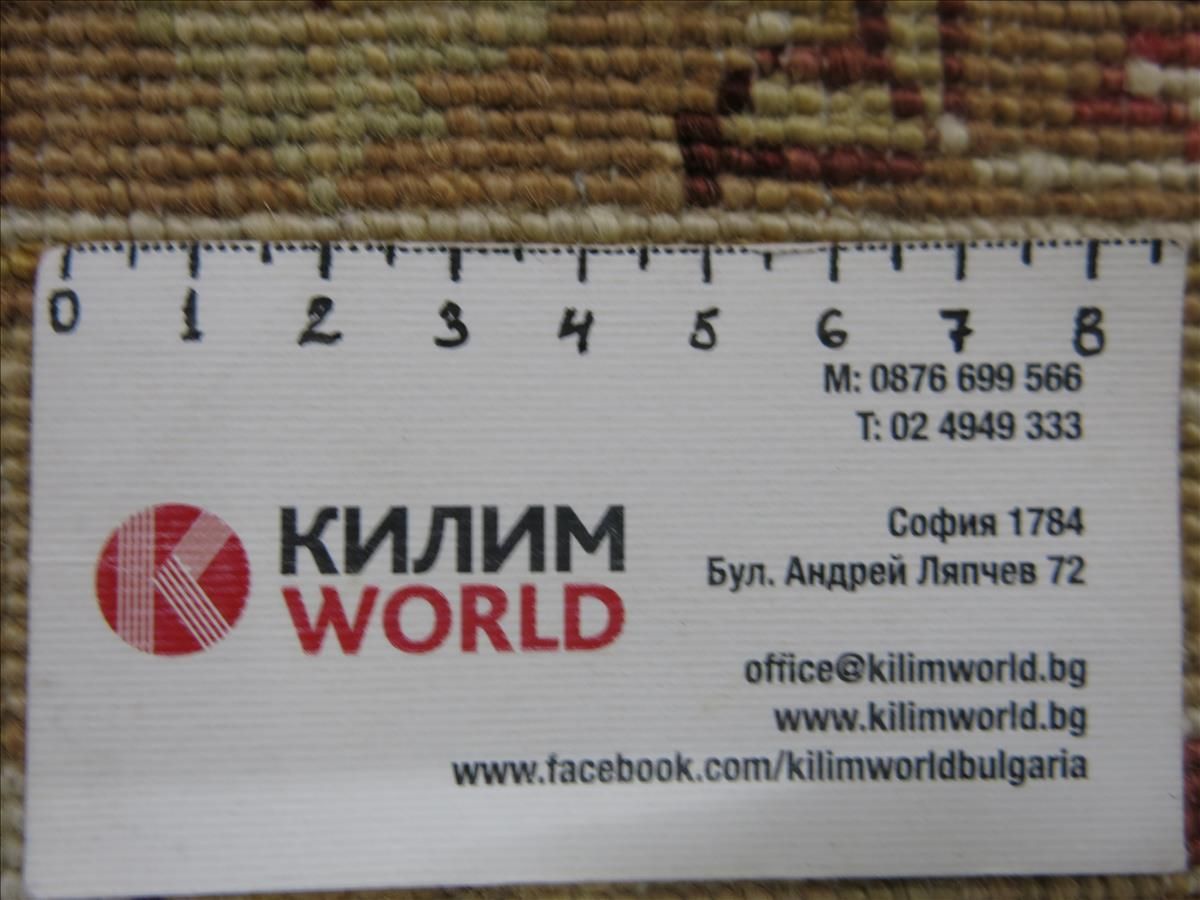 0 1 2 3 4 5 6 7 8
М: 0876 699 566
Т: 02 4949 333
КИЛИМ
WORLD
София 1784
Бул. Андрей Ляпчев 72
office@kilimworld.bg
www.kilimworld.bg
www.facebook.com/kilimworldbulgaria